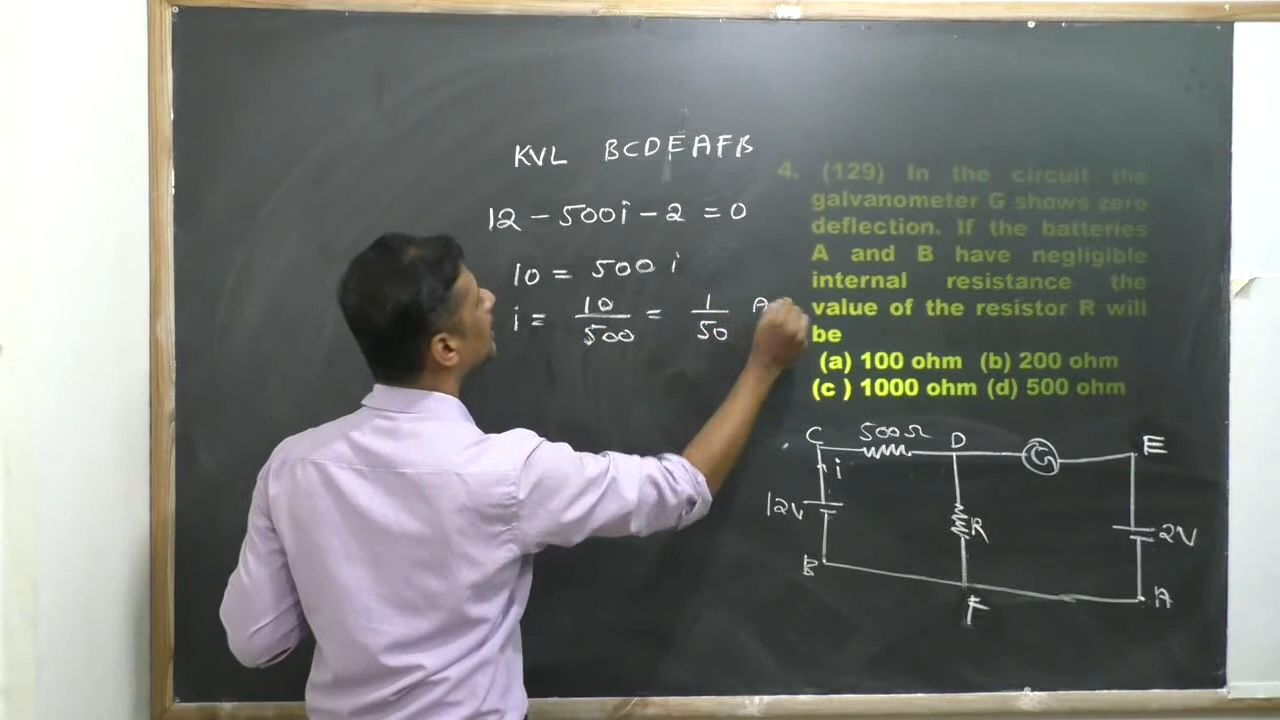 KVL BCDEAFB
12 - 500i - 2 = 0
10 = 500 i
i = 10/500 = 1/50 A
4. (129) In the circuit the
galvanometer G shows zero
deflection. If the batteries
A and B have negligible
internal resistance the
value of the resistor R will
be
(a) 100 ohm (b) 200 ohm
(c ) 1000 ohm (d) 500 ohm
C 500Ω D G E
i
12V R 2V
B F A